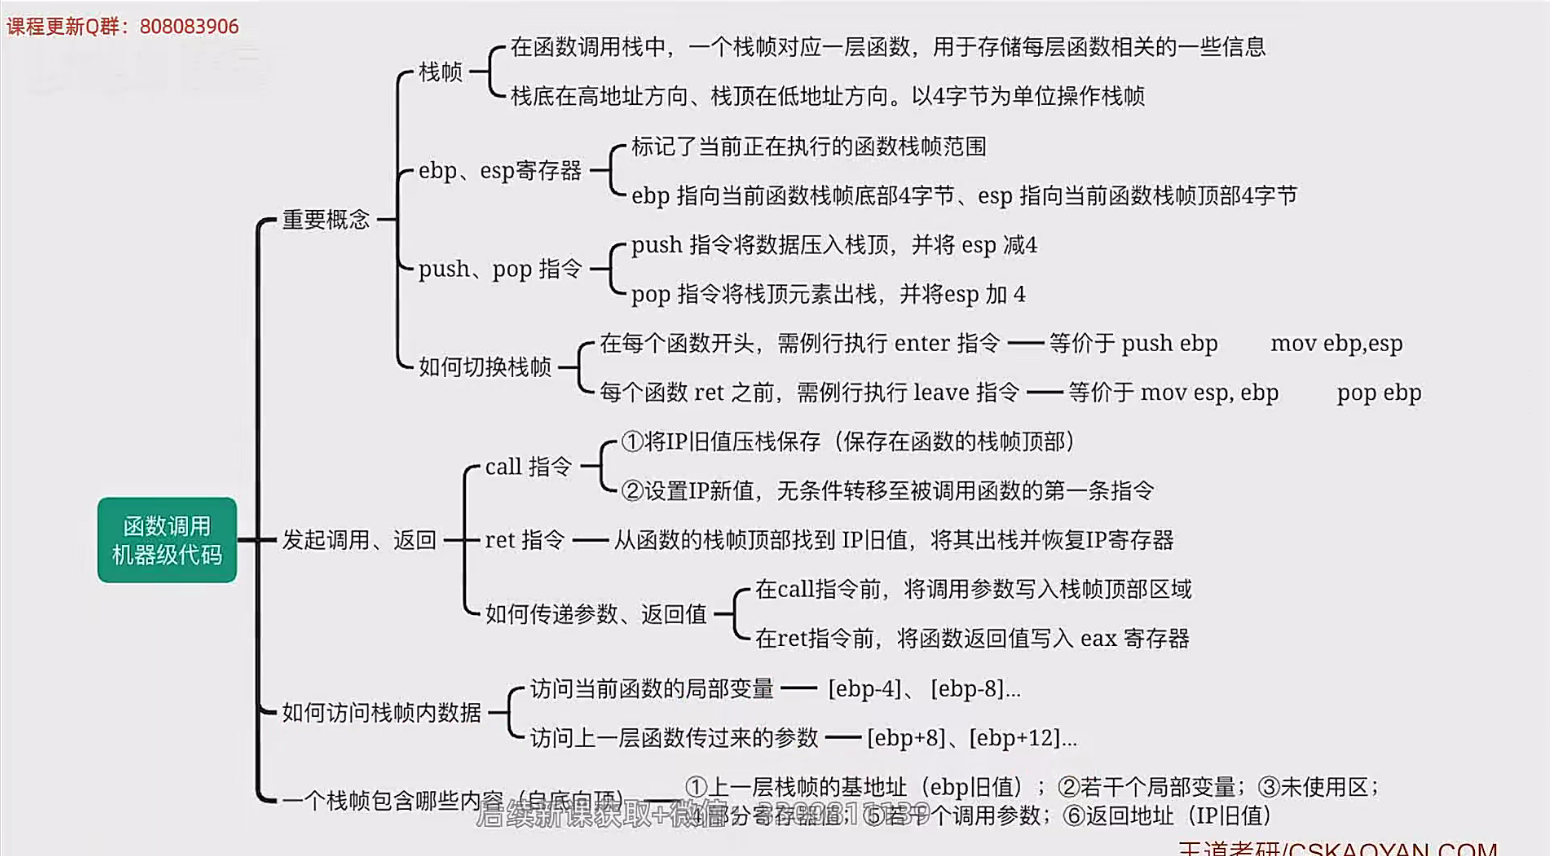 课程更新Q群：808083906
在函数调用栈中，一个栈帧对应一层函数，用于存储每层函数相关的一些信息
栈帧
栈底在高地址方向、栈顶在低地址方向。以4字节为单位操作栈帧
标记了当前正在执行的函数栈帧范围
ebp、esp寄存器
ebp 指向当前函数栈帧底部4字节、esp 指向当前函数栈帧顶部4字节
重要概念
push 指令将数据压入栈顶，并将 esp 减4
push、pop 指令
pop 指令将栈顶元素出栈，并将esp 加 4
在每个函数开头，需例行执行 enter 指令 等价于 push ebp mov ebp,esp
如何切换栈帧
每个函数 ret 之前，需例行执行 leave 指令 等价于 mov esp, ebp pop ebp
①将IP旧值压栈保存（保存在函数的栈帧顶部）
call 指令
②设置IP新值，无条件转移至被调用函数的第一条指令
函数调用
机器级代码
发起调用、返回
ret 指令 从函数的栈帧顶部找到 IP旧值，将其出栈并恢复IP寄存器
在call指令前，将调用参数写入栈帧顶部区域
如何传递参数、返回值
在ret指令前，将函数返回值写入 eax 寄存器
访问当前函数的局部变量 [ebp-4]、 [ebp-8]...
如何访问栈帧内数据
访问上一层函数传过来的参数 [ebp+8]、[ebp+12]...
①上一层栈帧的基地址（ebp旧值）；②若干个局部变量；③未使用区；
一个栈帧包含哪些内容（自底向顶）
④部分寄存器值；⑤若干个调用参数；⑥返回地址（IP旧值）
后续新课获取+微信：
王道考研/CSKAOYAN.COM